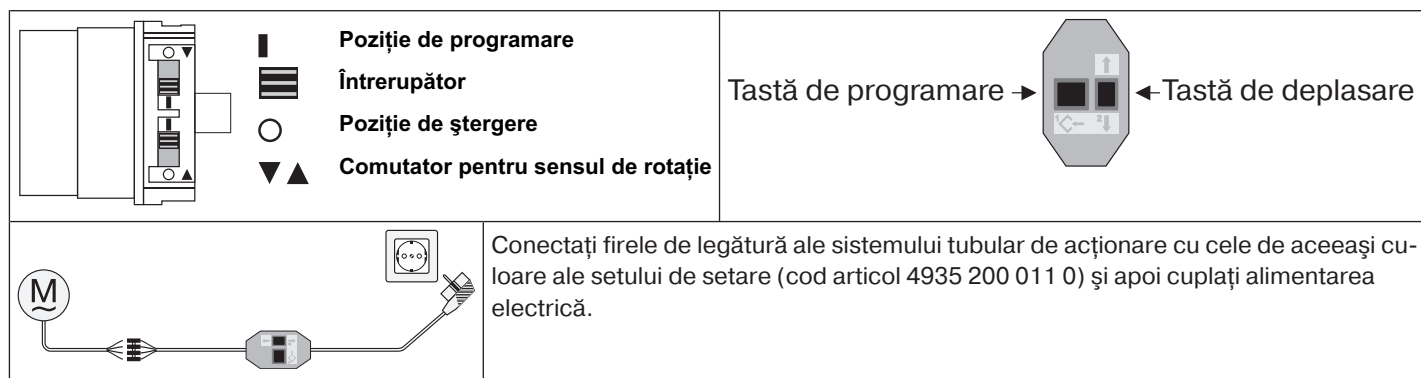 Poziție de programare
Întrerupător
Poziție de ştergere
Comutator pentru sensul de rotație
Tastă de programare
Tastă de deplasare
1
2
M
Conectați firele de legătură ale sistemului tubular de acționare cu cele de aceeaşi cu-
loare ale setului de setare (cod articol 4935 200 011 0) şi apoi cuplați alimentarea
electrică.